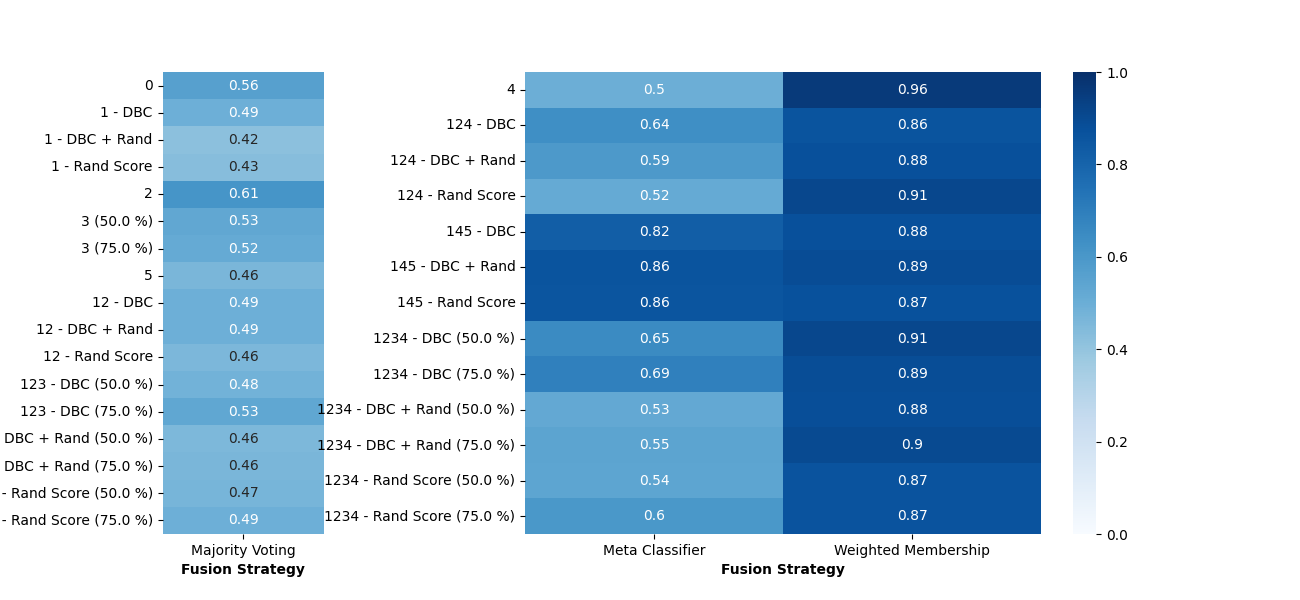 0 0.56
1 - DBC 0.49
1 - DBC + Rand 0.42
1 - Rand Score 0.43
2 0.61
3 (50.0 %) 0.53
3 (75.0 %) 0.52
5 0.46
12 - DBC 0.49
12 - DBC + Rand 0.49
12 - Rand Score 0.46
123 - DBC (50.0 %) 0.48
123 - DBC (75.0 %) 0.53
DBC + Rand (50.0 %) 0.46
DBC + Rand (75.0 %) 0.46
- Rand Score (50.0 %) 0.47
- Rand Score (75.0 %) 0.49
Majority Voting
Fusion Strategy
4 0.5 0.96
124 - DBC 0.64 0.86
124 - DBC + Rand 0.59 0.88
124 - Rand Score 0.52 0.91
145 - DBC 0.82 0.88
145 - DBC + Rand 0.86 0.89
145 - Rand Score 0.86 0.87
1234 - DBC (50.0 %) 0.65 0.91
1234 - DBC (75.0 %) 0.69 0.89
1234 - DBC + Rand (50.0 %) 0.53 0.88
1234 - DBC + Rand (75.0 %) 0.55 0.9
1234 - Rand Score (50.0 %) 0.54 0.87
1234 - Rand Score (75.0 %) 0.6 0.87
Meta Classifier Weighted Membership
Fusion Strategy
1.0
0.8
0.6
0.4
0.2
0.0